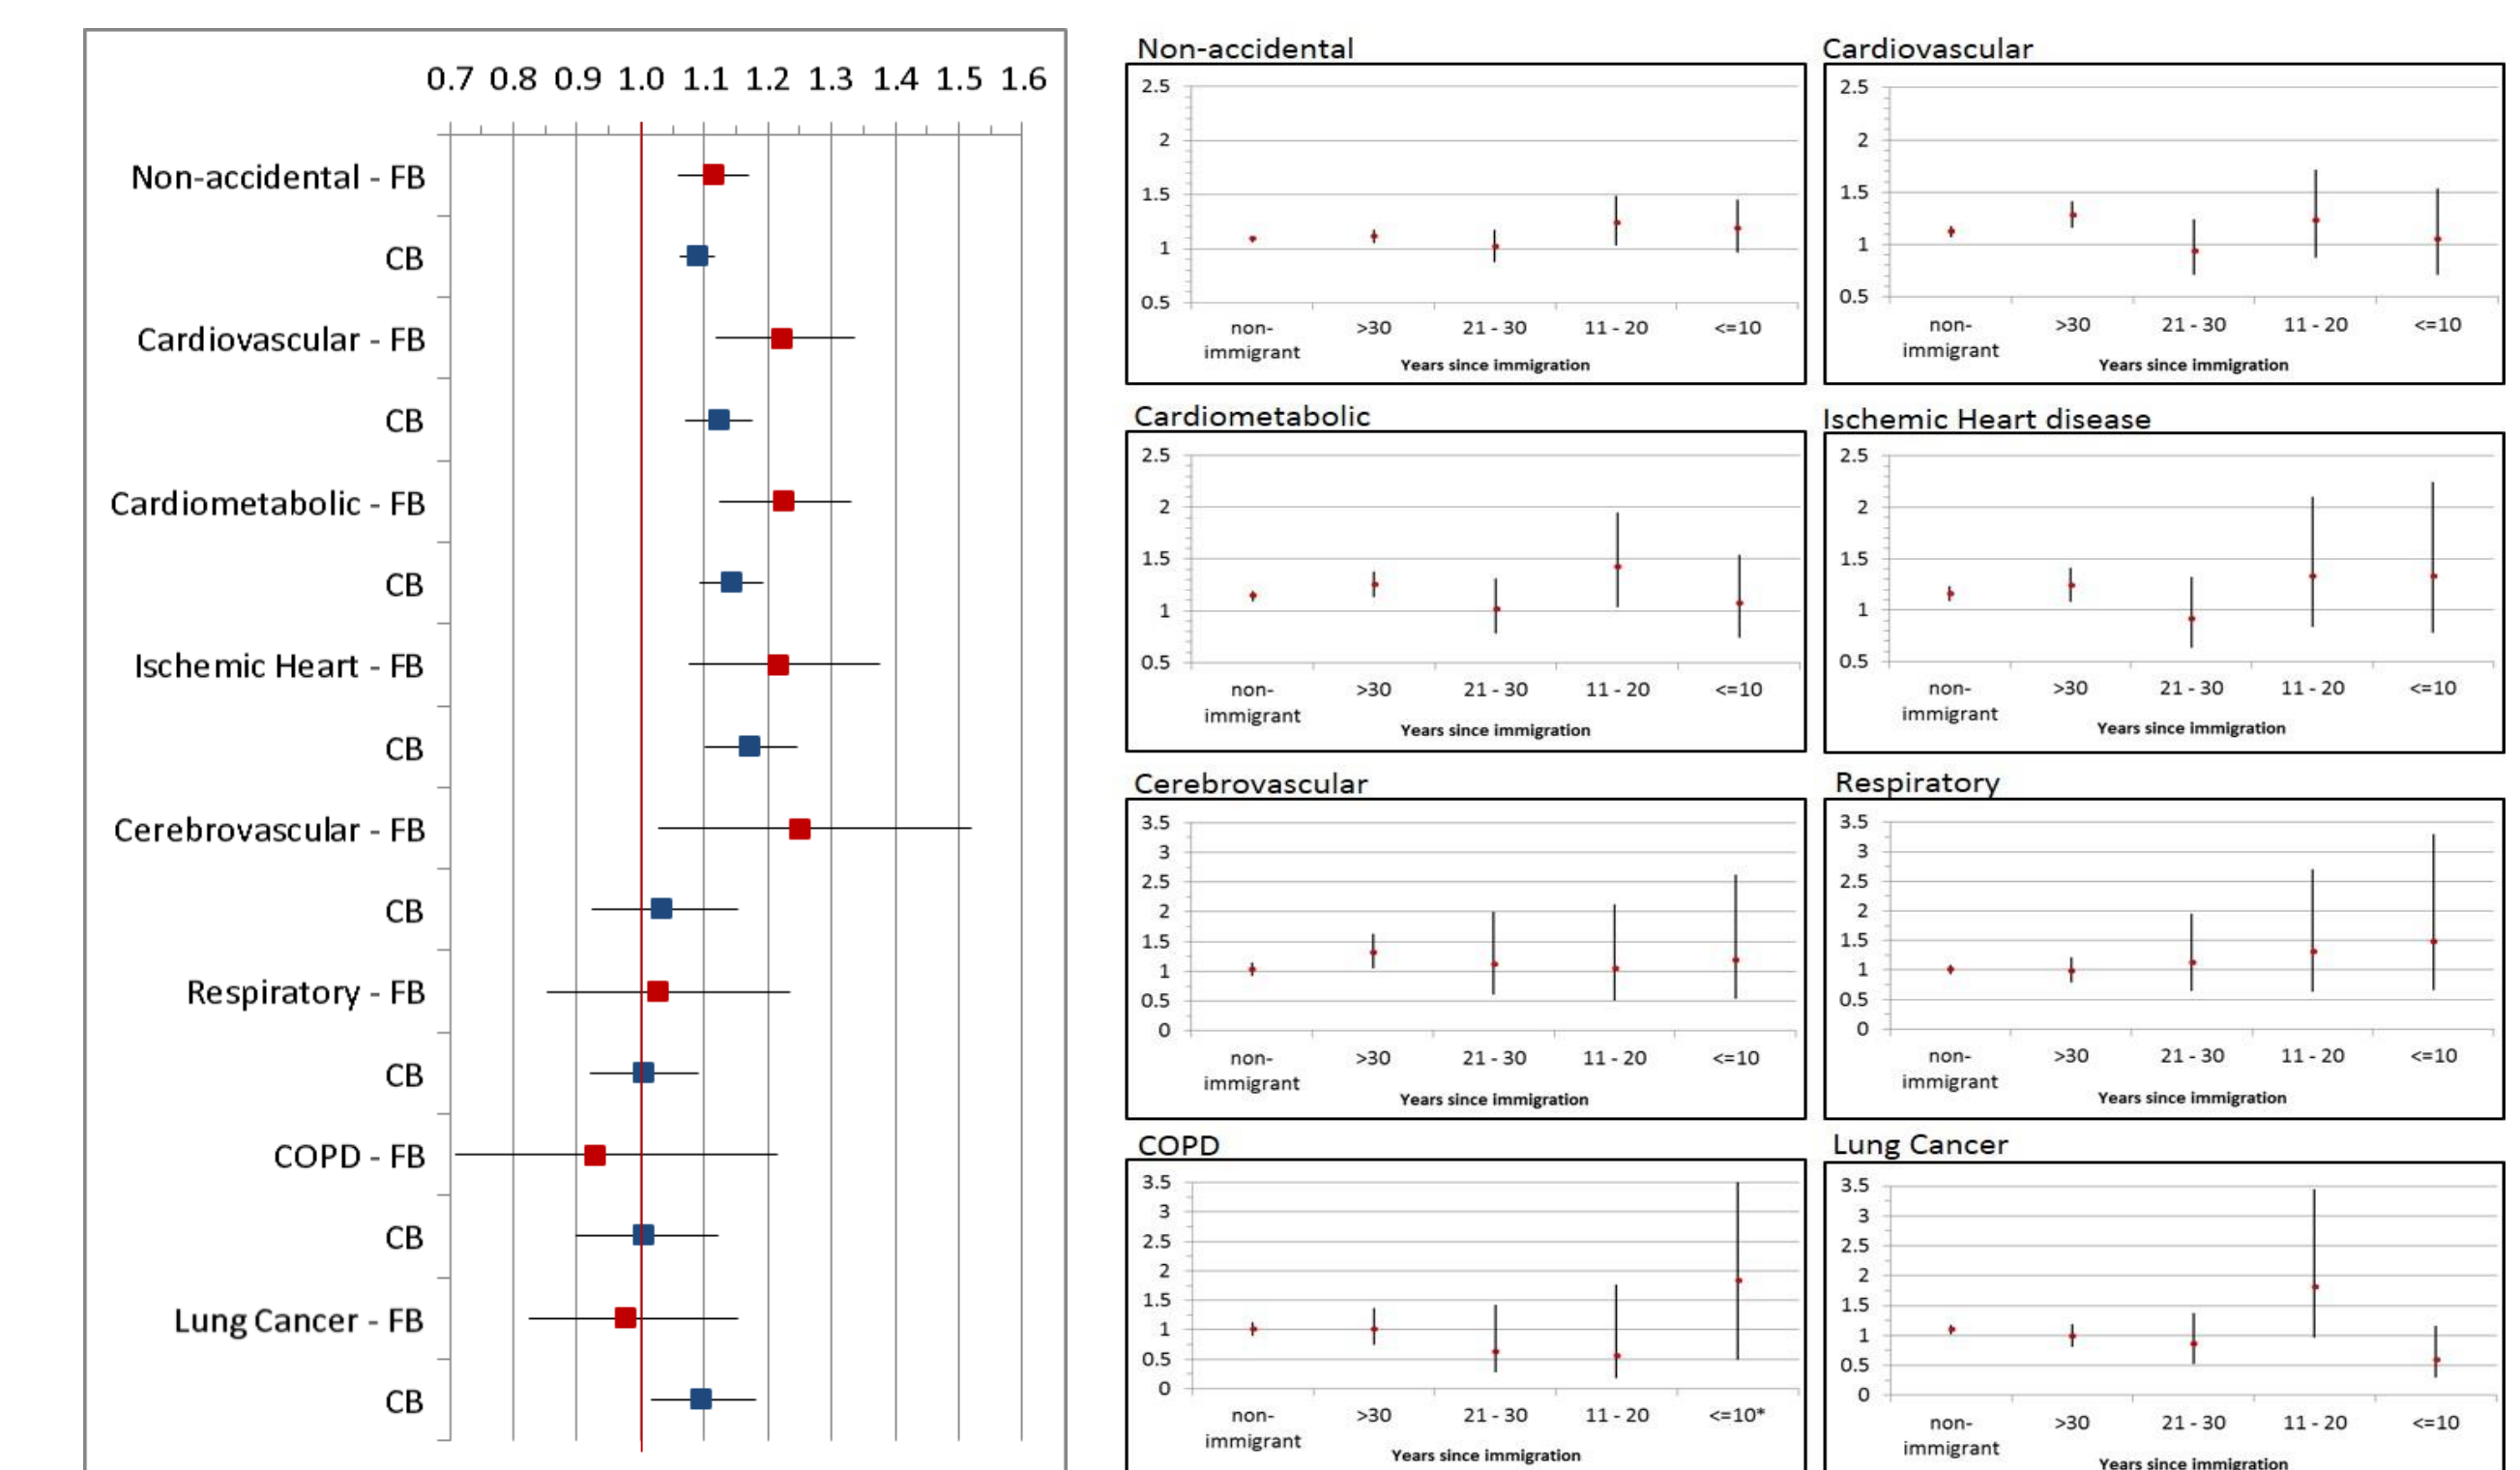 0.7 0.8 0.9 1.0 1.1 1.2 1.3 1.4 1.5 1.6
Non-accidental - FB
CB
Cardiovascular - FB
CB
Cardiometabolic - FB
CB
Ischemic Heart - FB
CB
Cerebrovascular - FB
CB
Respiratory - FB
CB
COPD - FB
CB
Lung Cancer - FB
CB
Non-accidental
2.5
2
1.5
1
0.5
non-immigrant >30 21 - 30 11 - 20 <=10
Years since immigration
Cardiovascular
2.5
2
1.5
1
0.5
non-immigrant >30 21 - 30 11 - 20 <=10
Years since immigration
Cardiometabolic
2.5
2
1.5
1
0.5
non-immigrant >30 21 - 30 11 - 20 <=10
Years since immigration
Ischemic Heart disease
2.5
2
1.5
1
0.5
non-immigrant >30 21 - 30 11 - 20 <=10
Years since immigration
Cerebrovascular
3.5
3
2.5
2
1.5
1
0.5
0
non-immigrant >30 21 - 30 11 - 20 <=10
Years since immigration
Respiratory
3.5
3
2.5
2
1.5
1
0.5
0
non-immigrant >30 21 - 30 11 - 20 <=10
Years since immigration
COPD
3.5
3
2.5
2
1.5
1
0.5
0
non-immigrant >30 21 - 30 11 - 20 <=10*
Years since immigration
Lung Cancer
3.5
3
2.5
2
1.5
1
0.5
0
non-immigrant >30 21 - 30 11 - 20 <=10
Years since immigration